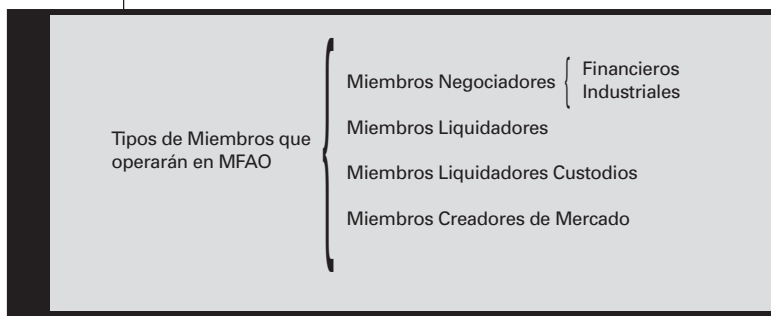 Tipos de Miembros que
operarán en MFAO
Miembros Negociadores
Financieros
Industriales
Miembros Liquidadores
Miembros Liquidadores Custodios
Miembros Creadores de Mercado